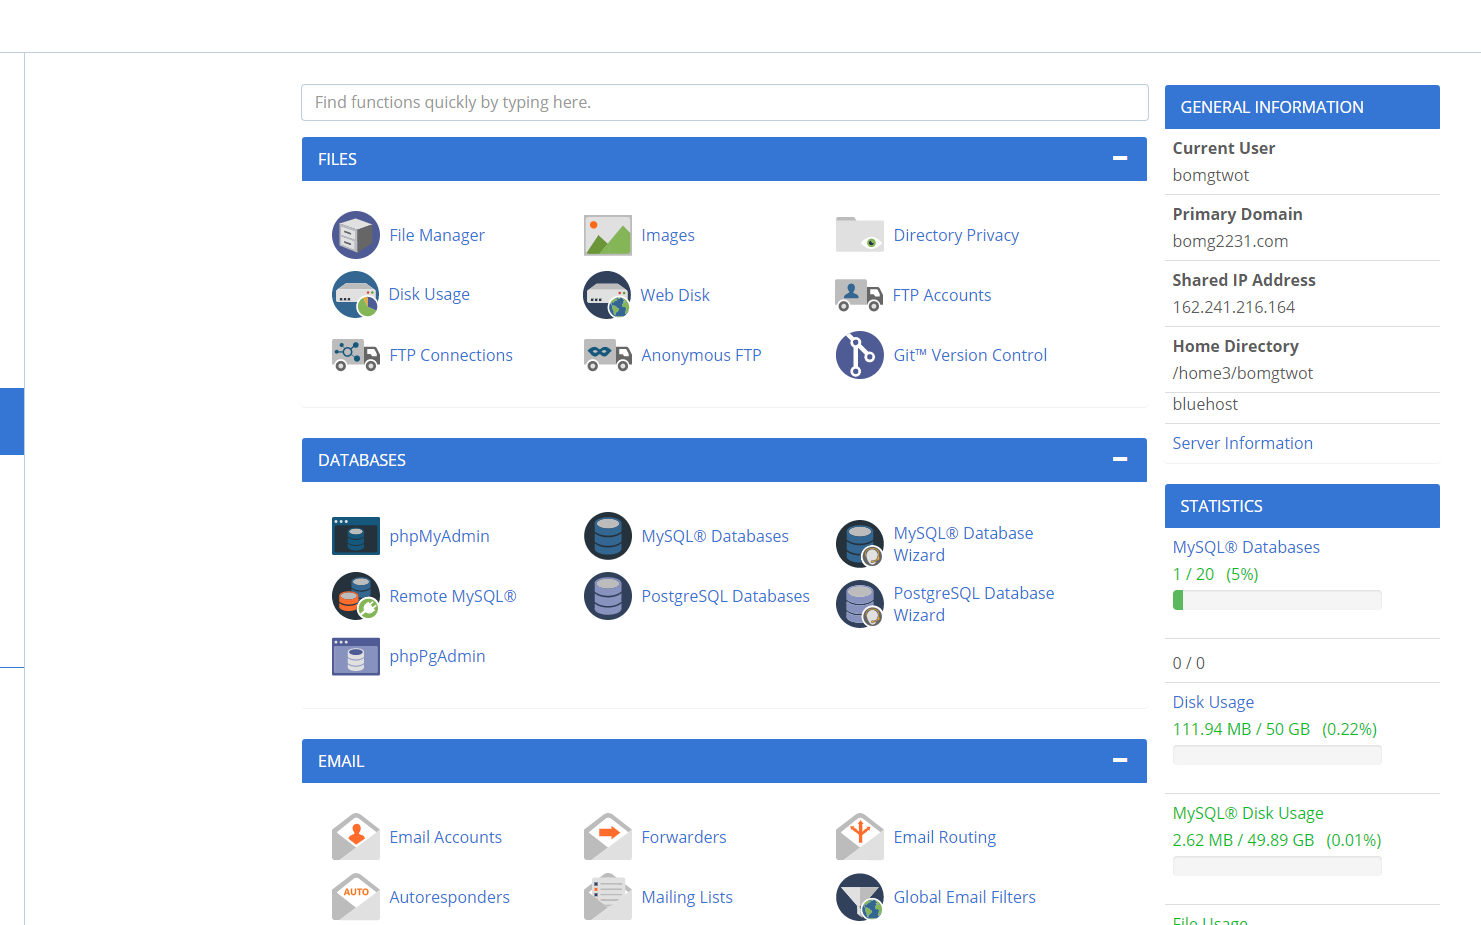 Find functions quickly by typing here.
FILES
File Manager
Images
Directory Privacy
Disk Usage
Web Disk
FTP Accounts
FTP Connections
Anonymous FTP
Git™ Version Control
DATABASES
phpMyAdmin
MySQL® Databases
MySQL® Database
Wizard
Remote MySQL®
PostgreSQL Databases
PostgreSQL Database
Wizard
phpPgAdmin
EMAIL
Email Accounts
Forwarders
Email Routing
AUTO
Autoresponders
Mailing Lists
Global Email Filters
GENERAL INFORMATION
Current User
bomgtwot
Primary Domain
bomg2231.com
Shared IP Address
162.241.216.164
Home Directory
/home3/bomgtwot
bluehost
Server Information
STATISTICS
MySQL® Databases
1 / 20 (5%)
0 / 0
Disk Usage
111.94 MB / 50 GB (0.22%)
MySQL® Disk Usage
2.62 MB / 49.89 GB (0.01%)
File Usage